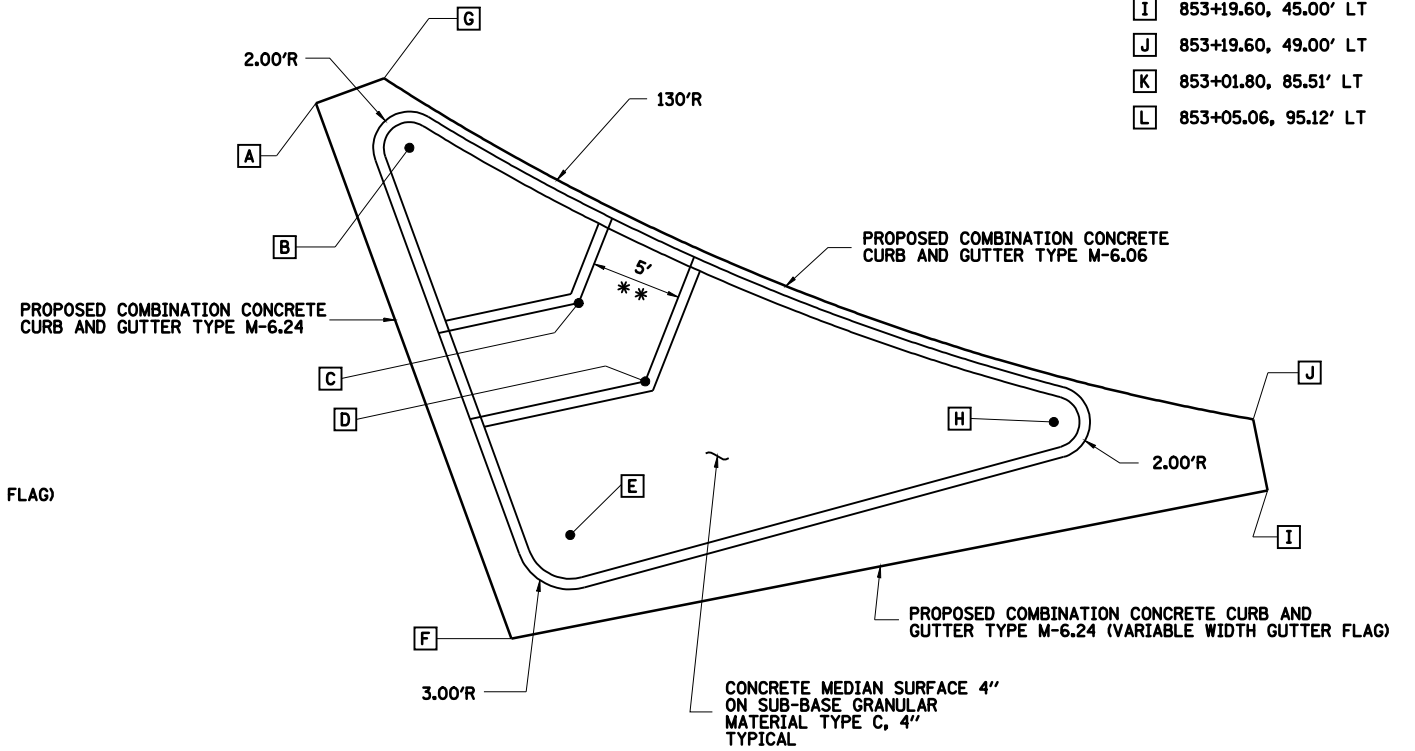 G
I 853+19.60, 45.00' LT
J 853+19.60, 49.00' LT
K 853+01.80, 85.51' LT
L 853+05.06, 95.12' LT
2.00'R
130'R
A
B
PROPOSED COMBINATION CONCRETE
CURB AND GUTTER TYPE M-6.06
5'
**
PROPOSED COMBINATION CONCRETE
CURB AND GUTTER TYPE M-6.24
C
D
J
H
2.00'R
E
FLAG)
I
F
PROPOSED COMBINATION CONCRETE CURB AND
GUTTER TYPE M-6.24 (VARIABLE WIDTH GUTTER FLAG)
3.00'R
CONCRETE MEDIAN SURFACE 4''
ON SUB-BASE GRANULAR
MATERIAL TYPE C, 4''
TYPICAL